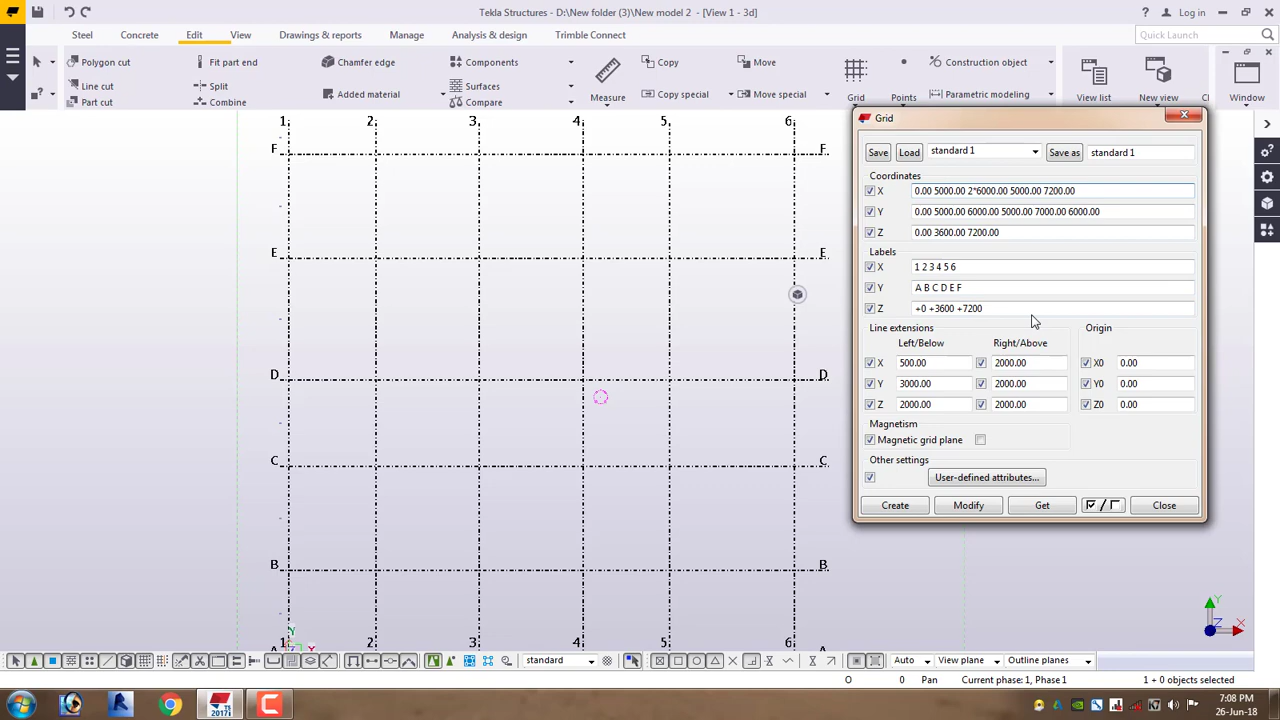 Tekla Structures - D:\New folder (3)\New model 2 - [View 1 - 3d]
Log in
Steel Concrete Edit View Drawings & reports Manage Analysis & design Trimble Connect
Quick Launch
Polygon cut
Line cut
Part cut
Fit part end
Split
Combine
Chamfer edge
Added material
Components
Surfaces
Compare
Measure
Copy
Copy special
Move
Move special
Grid
Points
Construction object
Parametric modeling
View list
New view
Window
1 2 3 4 5 6
F F
E E
D D
C C
B B
1 2 3 4 5 6
Y
Grid
Save Load standard 1 Save as standard 1
Coordinates
X 0.00 5000.00 2*6000.00 5000.00 7200.00
Y 0.00 5000.00 6000.00 5000.00 7000.00 6000.00
Z 0.00 3600.00 7200.00
Labels
X 1 2 3 4 5 6
Y A B C D E F
Z +0 +3600 +7200
Line extensions Origin
Left/Below Right/Above
X 500.00 2000.00 X0 0.00
Y 3000.00 2000.00 Y0 0.00
Z 2000.00 2000.00 Z0 0.00
Magnetism
Magnetic grid plane
Other settings
User-defined attributes...
Create Modify Get / Close
Y
Z X
standard Auto View plane Outline planes
O 0 Pan Current phase: 1, Phase 1 1 + 0 objects selected
7:08 PM
26-Jun-18